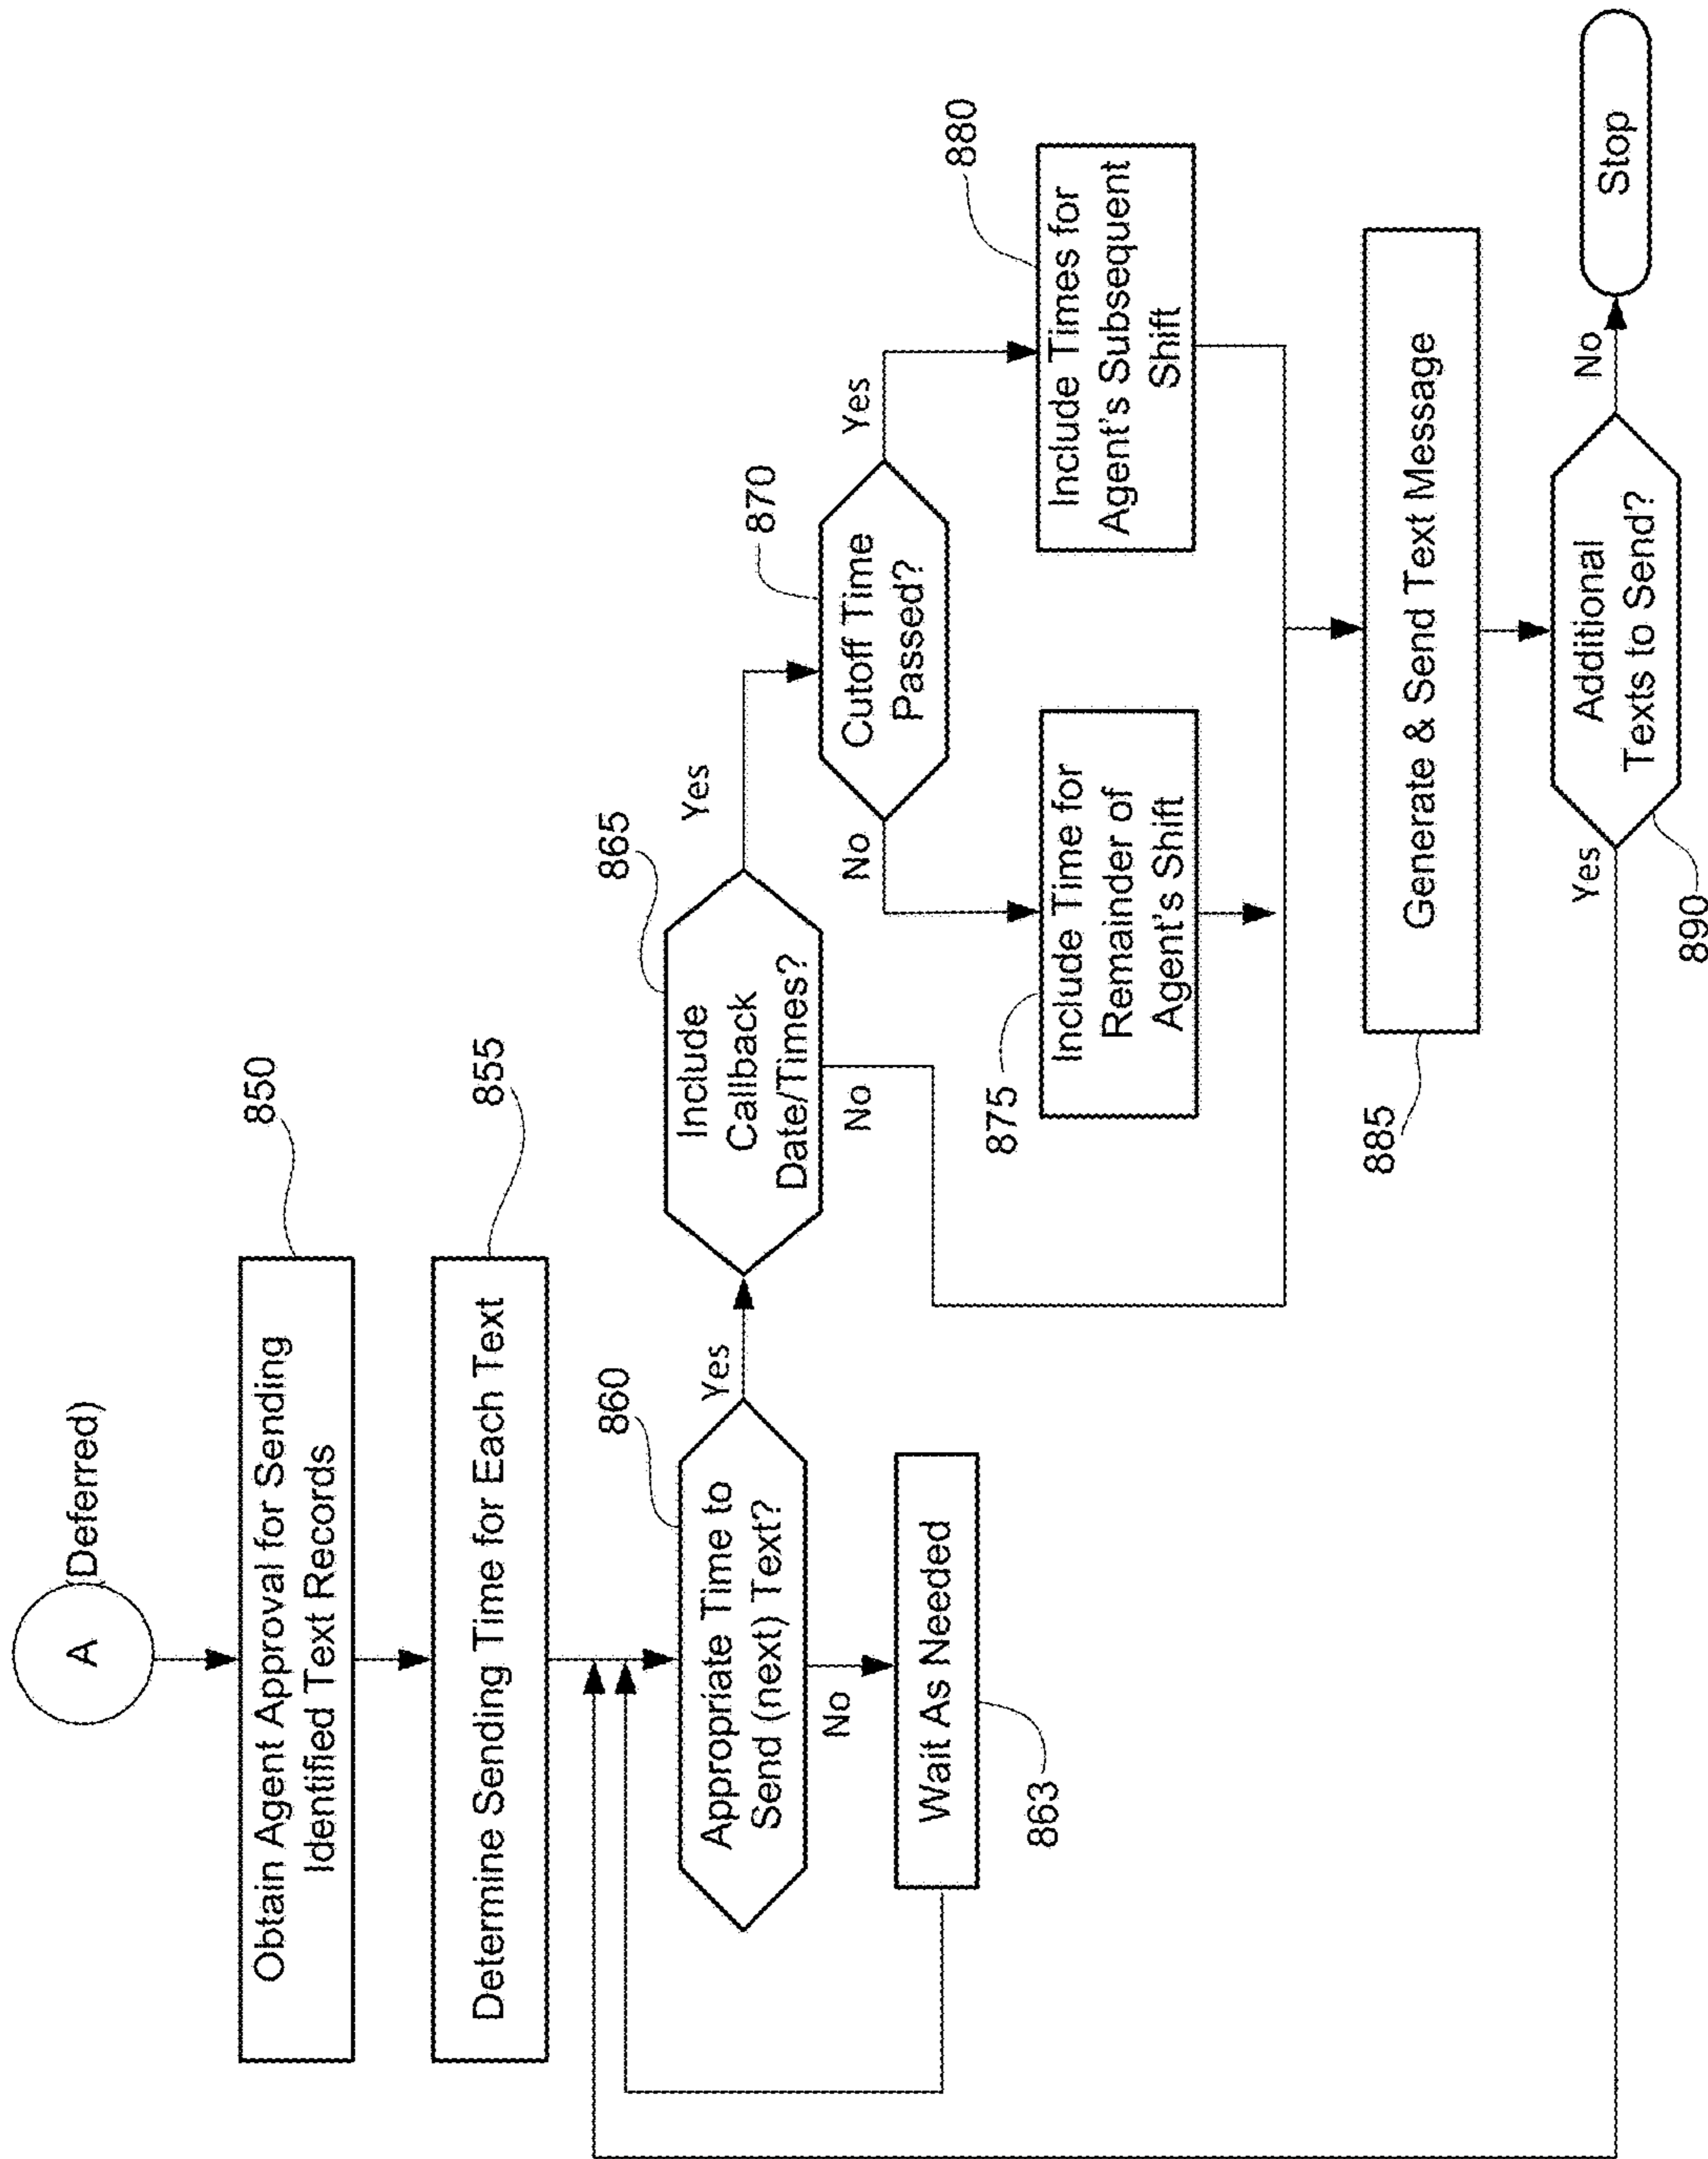 A
(Deferred)
850
Obtain Agent Approval for Sending
Identified Text Records
855
Determine Sending Time for Each Text
860
Appropriate Time to
Send (next) Text?
Yes
No
Wait As Needed
863
865
Include
Callback
Date/Times?
Yes
No
870
Cutoff Time
Passed?
No
Yes
875
Include Time for
Remainder of
Agent's Shift
880
Include Times for
Agent's Subsequent
Shift
885
Generate & Send Text Message
Additional
Texts to Send?
890
Yes
No
Stop